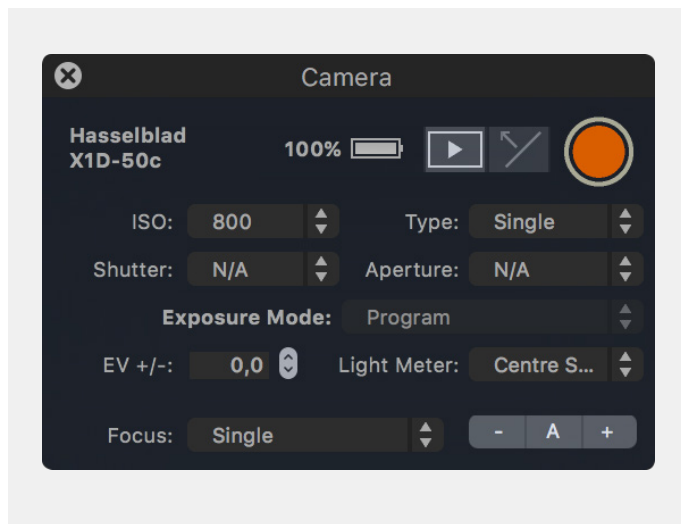 Camera
Hasselblad
X1D-50c
100%
ISO: 800 Type: Single
Shutter: N/A Aperture: N/A
Exposure Mode: Program
EV +/-: 0,0 Light Meter: Centre S...
Focus: Single - A +